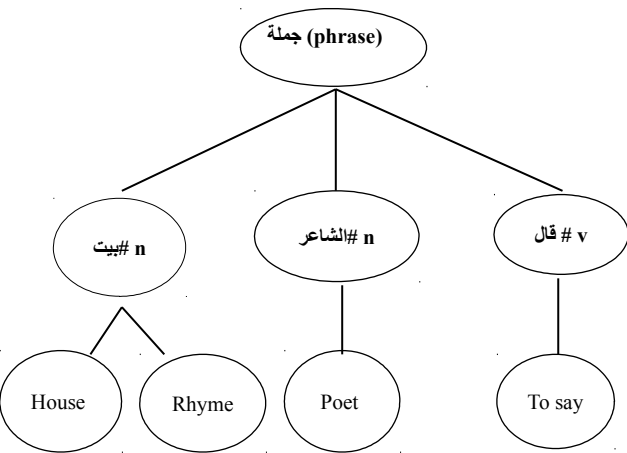 جملة (phrase)
بيت# n
الشاعر# n
قال # v
House
Rhyme
Poet
To say